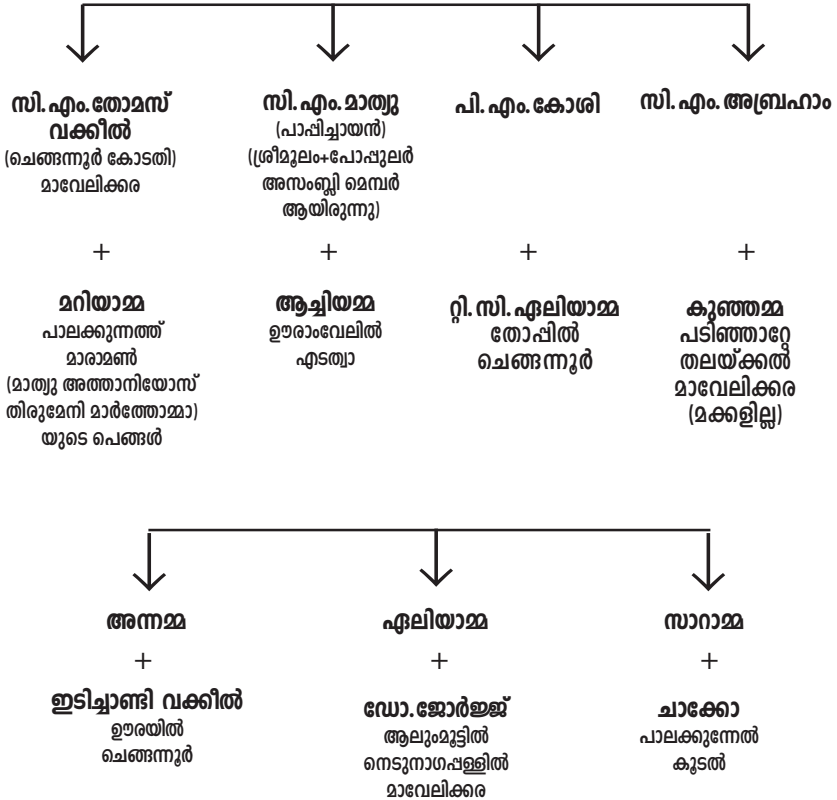 സി.എം.തോമസ്
വക്കീൽ
(ചെങ്ങന്നൂർ കോടതി)
മാവേലിക്കര
+
മറിയാമ്മ
പാലക്കുന്നത്ത്
മാരാമൺ
(മാത്യു അത്താനിയോസ്
തിരുമേനി മാർത്തോമ്മാ)
യുടെ പെങ്ങൾ
സി.എം.മാത്യു
(പാപ്പിച്ചായൻ)
(ശ്രീമൂലം+പോപ്പുലർ
അസംബ്ലി മെമ്പർ
ആയിരുന്നു)
+
ആച്ചിയമ്മ
ഊരാംവേലിൽ
എടത്വാ
പി.എം.കോശി
+
റ്റി.സി.ഏലിയാമ്മ
തോപ്പിൽ
ചെങ്ങന്നൂർ
സി.എം.അബ്രഹാം
+
കുഞ്ഞമ്മ
പടിഞ്ഞാറ്റേ
തലയ്ക്കൽ
മാവേലിക്കര
(മക്കളില്ല)
അന്നമ്മ
+
ഇടിച്ചാണ്ടി വക്കീൽ
ഊരയിൽ
ചെങ്ങന്നൂർ
ഏലിയാമ്മ
+
ഡോ.ജോർജ്ജ്
ആലുംമൂട്ടിൽ
നെടുനാഗപ്പള്ളിൽ
മാവേലിക്കര
സാറാമ്മ
+
ചാക്കോ
പാലക്കുന്നേൽ
കൂടൽ